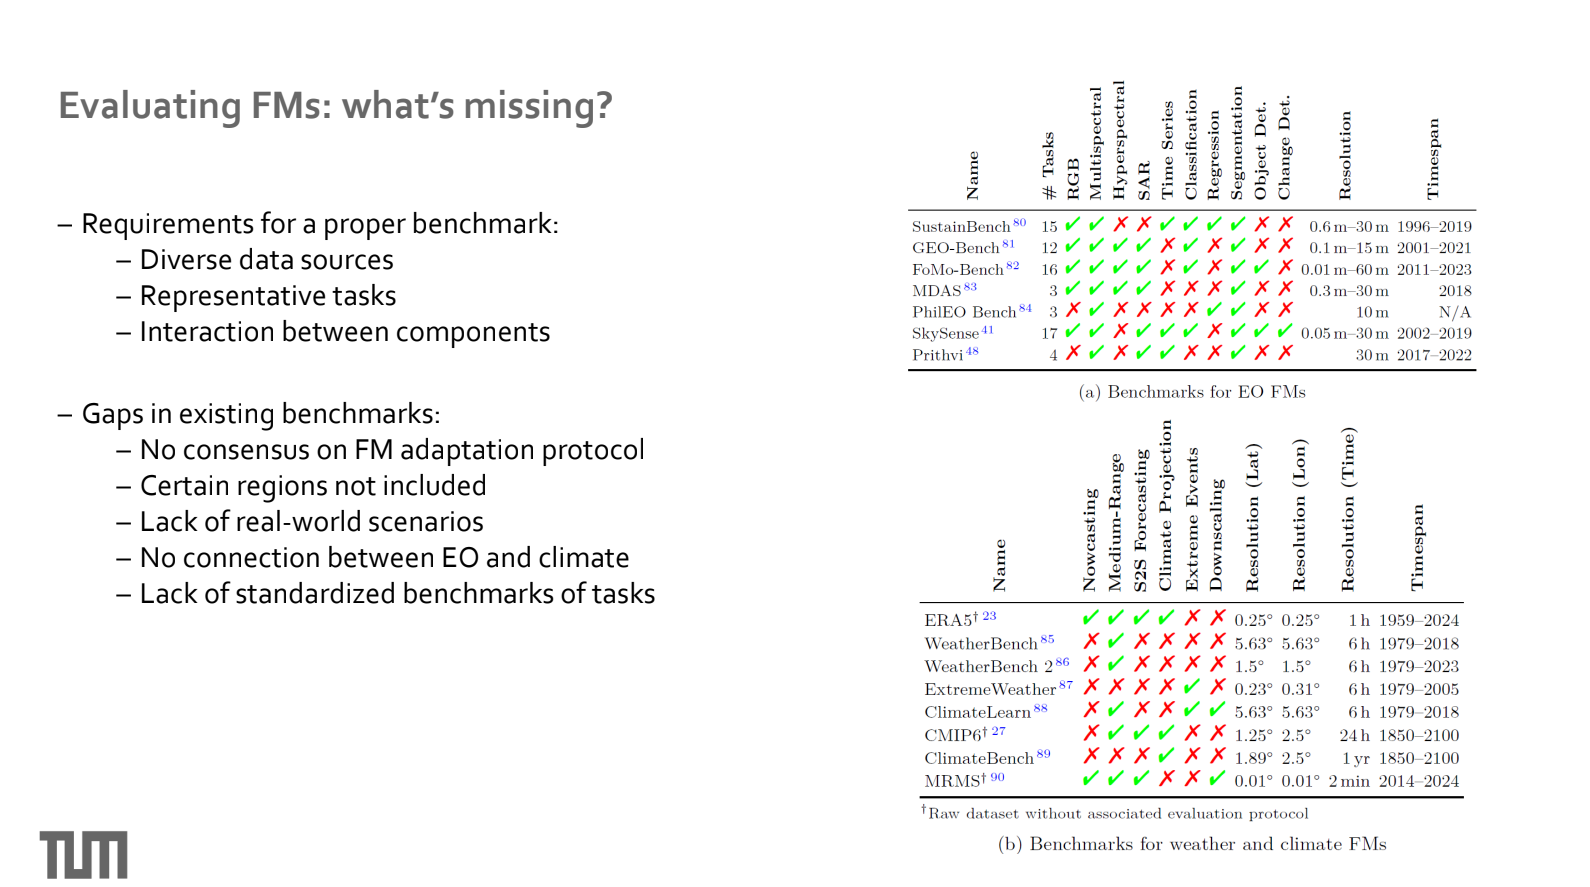 Evaluating FMs: what's missing?
– Requirements for a proper benchmark:
– Diverse data sources
– Representative tasks
– Interaction between components
– Gaps in existing benchmarks:
– No consensus on FM adaptation protocol
– Certain regions not included
– Lack of real-world scenarios
– No connection between EO and climate
– Lack of standardized benchmarks of tasks
TUM
Name # Tasks RGB Multispectral Hyperspectral SAR Time Series Classification Regression Segmentation Object Det. Change Det. Resolution Timespan
SustainBench 80 15 ✓ ✓ ✗ ✗ ✓ ✓ ✓ ✓ ✗ ✗ 0.6 m–30 m 1996–2019
GEO-Bench 81 12 ✓ ✓ ✓ ✓ ✗ ✓ ✗ ✓ ✗ ✗ 0.1 m–15 m 2001–2021
FoMo-Bench 82 16 ✓ ✓ ✓ ✓ ✗ ✓ ✗ ✓ ✓ ✗ 0.01 m–60 m 2011–2023
MDAS 83 3 ✓ ✓ ✓ ✓ ✗ ✗ ✗ ✓ ✗ ✗ 0.3 m–30 m 2018
PhilEO Bench 84 3 ✗ ✓ ✗ ✗ ✗ ✗ ✓ ✓ ✗ ✗ 10 m N/A
SkySense 41 17 ✓ ✓ ✗ ✓ ✓ ✓ ✗ ✓ ✓ ✓ 0.05 m–30 m 2002–2019
Prithvi 48 4 ✗ ✓ ✗ ✓ ✓ ✗ ✗ ✓ ✗ ✗ 30 m 2017–2022
(a) Benchmarks for EO FMs
Name Nowcasting Medium-Range S2S Forecasting Climate Projection Extreme Events Downscaling Resolution (Lat) Resolution (Lon) Resolution (Time) Timespan
ERA5† 23 ✓ ✓ ✓ ✓ ✗ ✗ 0.25° 0.25° 1 h 1959–2024
WeatherBench 85 ✗ ✓ ✗ ✗ ✗ ✗ 5.63° 5.63° 6 h 1979–2018
WeatherBench 2 86 ✗ ✓ ✗ ✗ ✗ ✗ 1.5° 1.5° 6 h 1979–2023
ExtremeWeather 87 ✗ ✗ ✗ ✗ ✓ ✗ 0.23° 0.31° 6 h 1979–2005
ClimateLearn 88 ✗ ✓ ✗ ✗ ✓ ✓ 5.63° 5.63° 6 h 1979–2018
CMIP6† 27 ✗ ✓ ✓ ✓ ✗ ✗ 1.25° 2.5° 24 h 1850–2100
ClimateBench 89 ✗ ✗ ✗ ✓ ✗ ✗ 1.89° 2.5° 1 yr 1850–2100
MRMS† 90 ✓ ✓ ✓ ✗ ✗ ✓ 0.01° 0.01° 2 min 2014–2024
†Raw dataset without associated evaluation protocol
(b) Benchmarks for weather and climate FMs